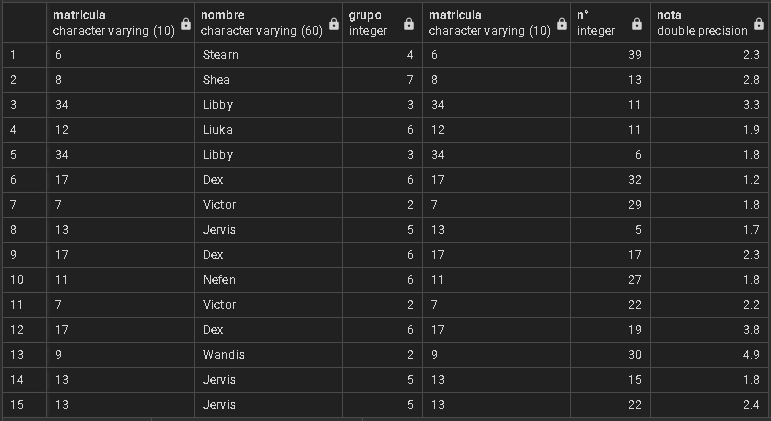 matricula nombre grupo matricula n° nota
character varying (10) character varying (60) integer character varying (10) integer double precision
1 6 Stearn 4 6 39 2.3
2 8 Shea 7 8 13 2.8
3 34 Libby 3 34 11 3.3
4 12 Liuka 6 12 11 1.9
5 34 Libby 3 34 6 1.8
6 17 Dex 6 17 32 1.2
7 7 Victor 2 7 29 1.8
8 13 Jervis 5 13 5 1.7
9 17 Dex 6 17 17 2.3
10 11 Nefen 6 11 27 1.8
11 7 Victor 2 7 22 2.2
12 17 Dex 6 17 19 3.8
13 9 Wandis 2 9 30 4.9
14 13 Jervis 5 13 15 1.8
15 13 Jervis 5 13 22 2.4